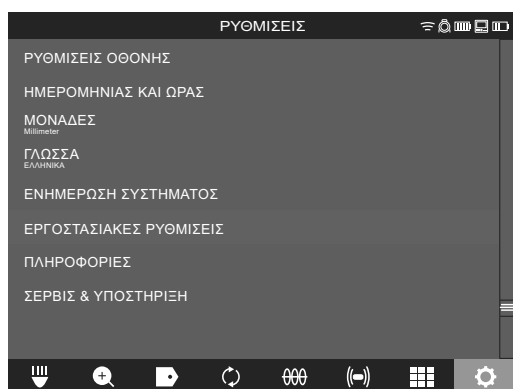 ΡΥΘΜΙΣΕΙΣ
ΡΥΘΜΙΣΕΙΣ ΟΘΟΝΗΣ
ΗΜΕΡΟΜΗΝΙΑΣ ΚΑΙ ΩΡΑΣ
ΜΟΝΑΔΕΣ
Millimeter
ΓΛΩΣΣΑ
ΕΛΛΗΝΙΚΑ
ΕΝΗΜΕΡΩΣΗ ΣΥΣΤΗΜΑΤΟΣ
ΕΡΓΟΣΤΑΣΙΑΚΕΣ ΡΥΘΜΙΣΕΙΣ
ΠΛΗΡΟΦΟΡΙΕΣ
ΣΕΡΒΙΣ & ΥΠΟΣΤΗΡΙΞΗ